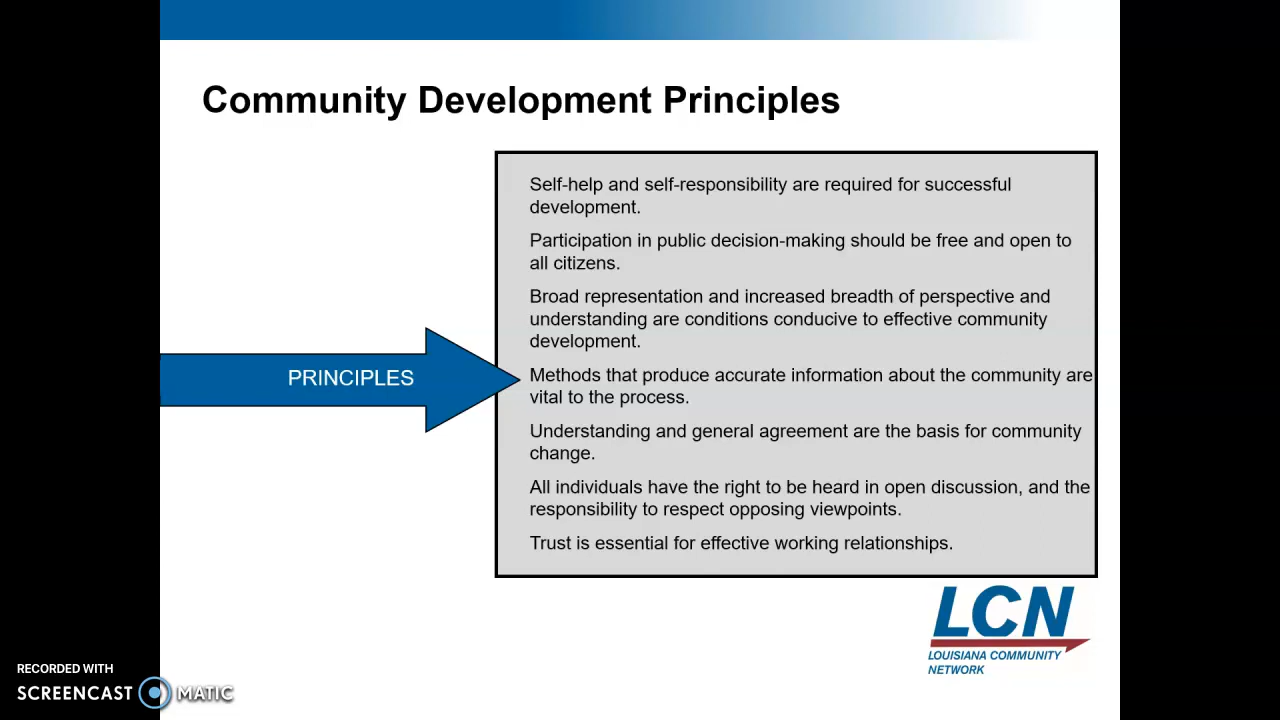 Community Development Principles
Self-help and self-responsibility are required for successful
development.
Participation in public decision-making should be free and open to
all citizens.
Broad representation and increased breadth of perspective and
understanding are conditions conducive to effective community
development.
PRINCIPLES
Methods that produce accurate information about the community are
vital to the process.
Understanding and general agreement are the basis for community
change.
All individuals have the right to be heard in open discussion, and the
responsibility to respect opposing viewpoints.
Trust is essential for effective working relationships.
LCN
LOUISIANA COMMUNITY
NETWORK
RECORDED WITH
SCREENCAST MATIC